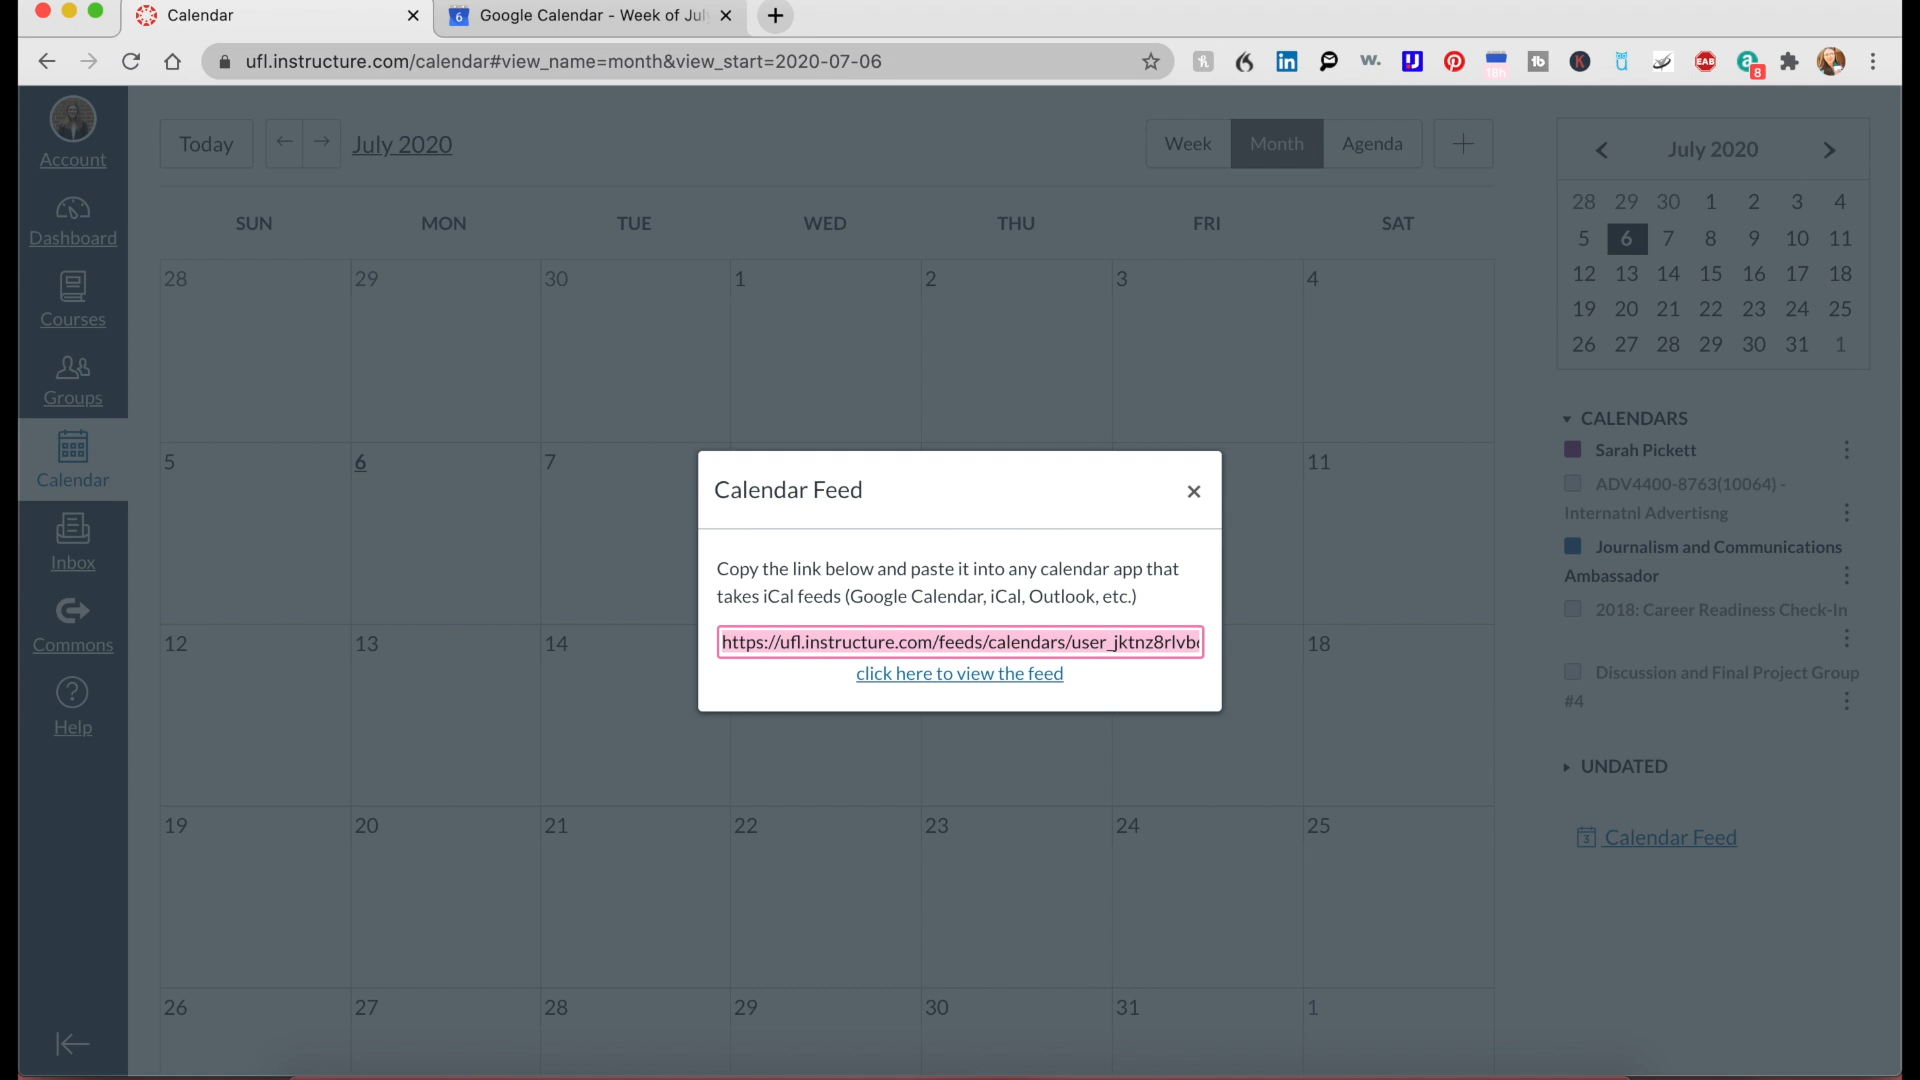 Calendar
Google Calendar - Week of July
ufl.instructure.com/calendar#view_name=month&view_start=2020-07-06
Account
Dashboard
Courses
Groups
Calendar
Inbox
Commons
Help
Today
July 2020
Week
Month
Agenda
SUN MON TUE WED THU FRI SAT
28 29 30 1 2 3 4
5 6 7 11
12 13 14 18
19 20 21 22 23 24 25
26 27 28 29 30 31 1
Calendar Feed
Copy the link below and paste it into any calendar app that
takes iCal feeds (Google Calendar, iCal, Outlook, etc.)
https://ufl.instructure.com/feeds/calendars/user_jktnz8rlvb
click here to view the feed
July 2020
28 29 30 1 2 3 4
5 6 7 8 9 10 11
12 13 14 15 16 17 18
19 20 21 22 23 24 25
26 27 28 29 30 31 1
CALENDARS
Sarah Pickett
ADV4400-8763(10064) -
Internatnl Advertisng
Journalism and Communications
Ambassador
2018: Career Readiness Check-In
Discussion and Final Project Group
#4
UNDATED
Calendar Feed